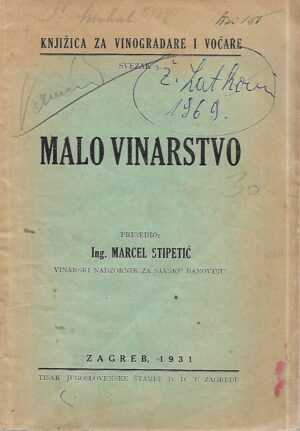 KNJIŽICA ZA VINOGRADARE I VOĆARE
SVEZAK 5.
1969.
MALO VINARSTVO
30
PRIREDIO:
Ing. MARCEL STIPETIĆ
VINARSKI NADZORNIK ZA SAVSKU BANOVINU
ZAGREB, 1931
TISAK JUGOSLOVENSKE ŠTAMPE D. D. U ZAGREBU